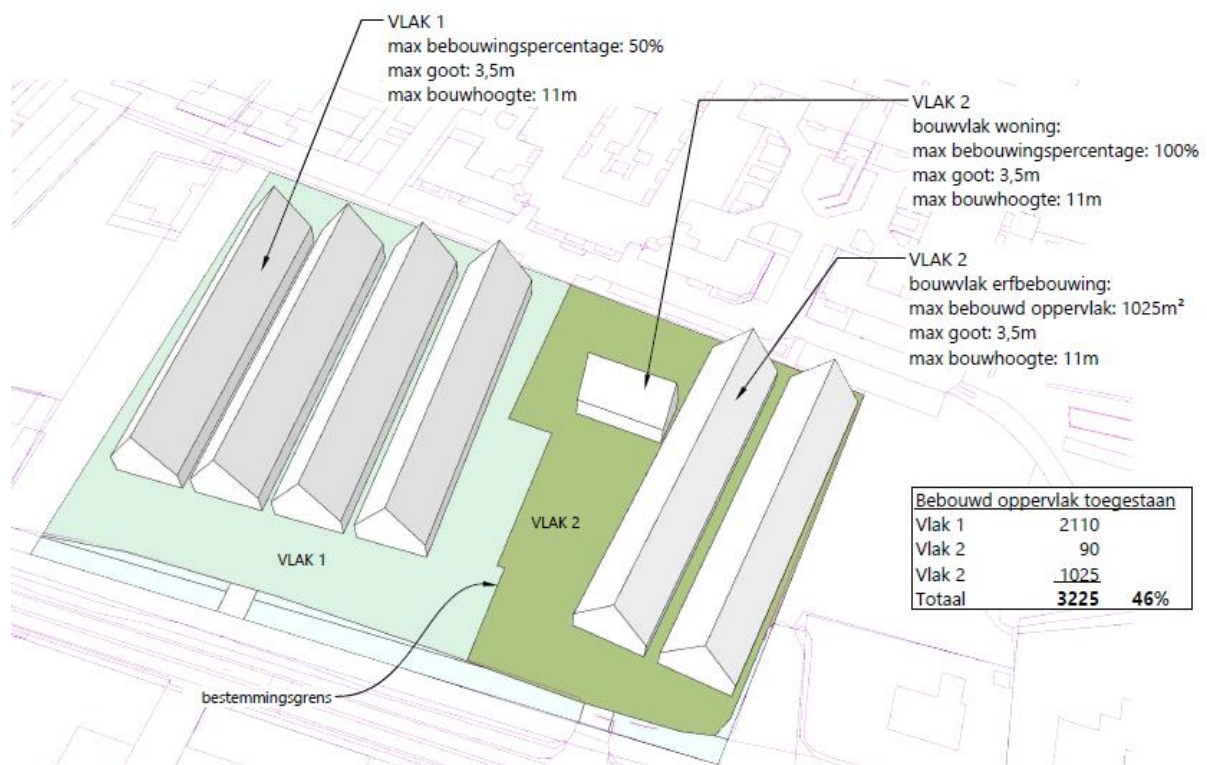 VLAK 1
max bebouwingspercentage: 50%
max goot: 3,5m
max bouwhoogte: 11m
VLAK 2
bouwvlak woning:
max bebouwingspercentage: 100%
max goot: 3,5m
max bouwhoogte: 11m
VLAK 2
bouwvlak erfbebouwing:
max bebouwd oppervlak: 1025m²
max goot: 3,5m
max bouwhoogte: 11m
VLAK 2
VLAK 1
bestemmingsgrens
Bebouwd oppervlak toegestaan
Vlak 1 2110
Vlak 2 90
Vlak 2 1025
Totaal 3225 46%